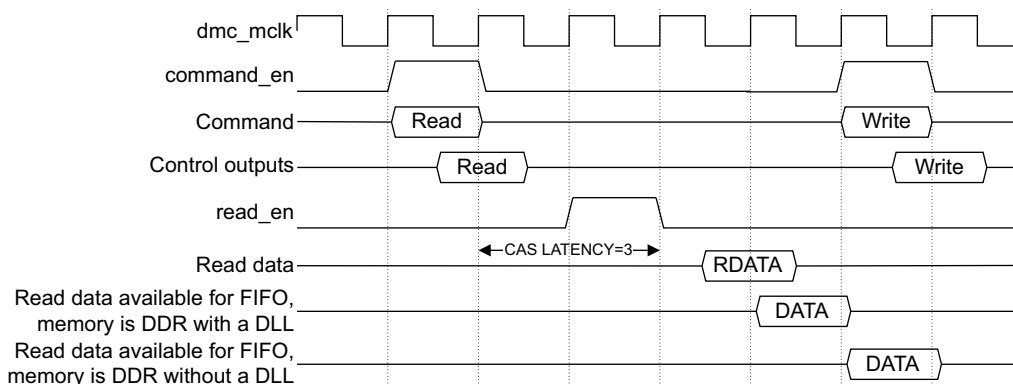 dmc_mclk
command_en
Command Read Write
Control outputs Read Write
read_en
CAS LATENCY=3
Read data RDATA
Read data available for FIFO,
memory is DDR with a DLL DATA
Read data available for FIFO,
memory is DDR without a DLL DATA